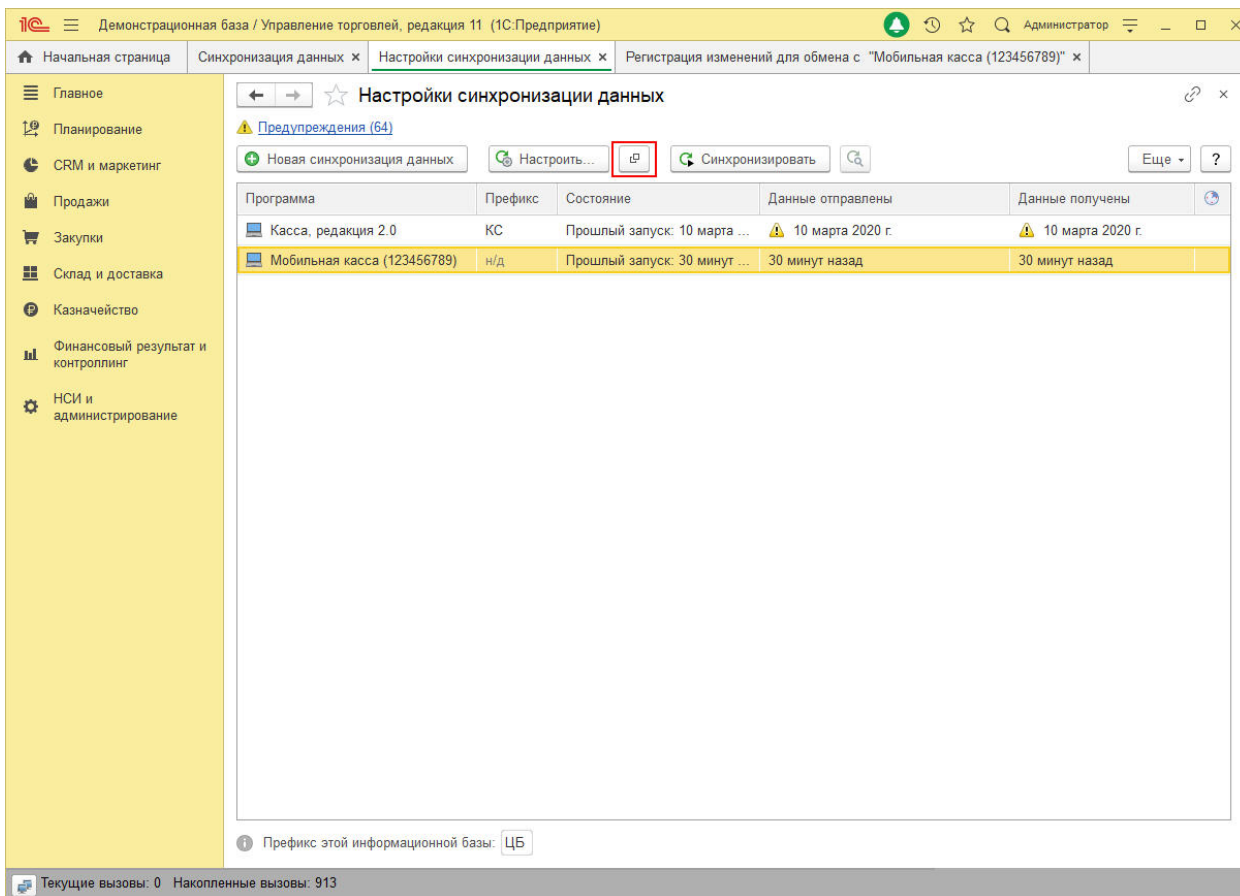 1С Демонстрационная база / Управление торговлей, редакция 11 (1С:Предприятие) Администратор
Начальная страница Синхронизация данных × Настройки синхронизации данных × Регистрация изменений для обмена с "Мобильная касса (123456789)" ×
Главное
Планирование
CRM и маркетинг
Продажи
Закупки
Склад и доставка
Казначейство
Финансовый результат и
контроллинг
НСИ и
администрирование
Настройки синхронизации данных
Предупреждения (64)
Новая синхронизация данных Настроить... Синхронизировать Еще ?
Программа Префикс Состояние Данные отправлены Данные получены
Касса, редакция 2.0 КС Прошлый запуск: 10 марта ... 10 марта 2020 г. 10 марта 2020 г.
Мобильная касса (123456789) н/д Прошлый запуск: 30 минут ... 30 минут назад 30 минут назад
Префикс этой информационной базы: ЦБ
Текущие вызовы: 0 Накопленные вызовы: 913